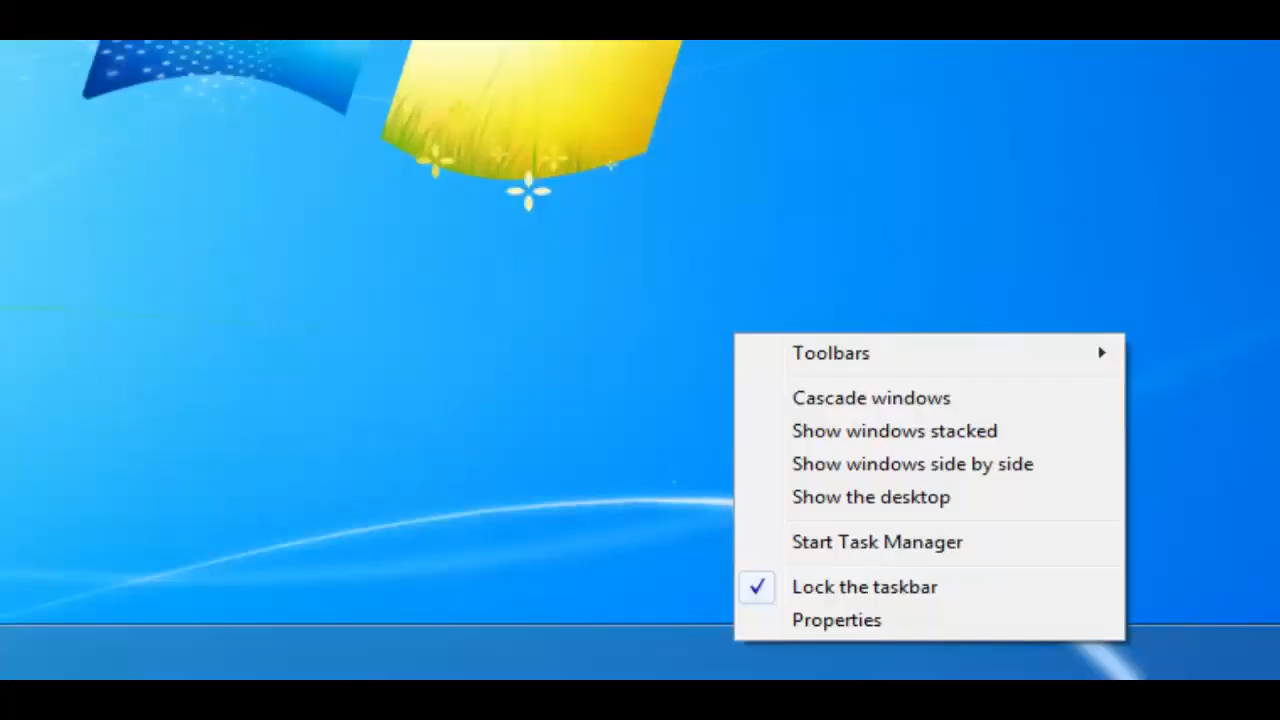 Toolbars
Cascade windows
Show windows stacked
Show windows side by side
Show the desktop
Start Task Manager
Lock the taskbar
Properties